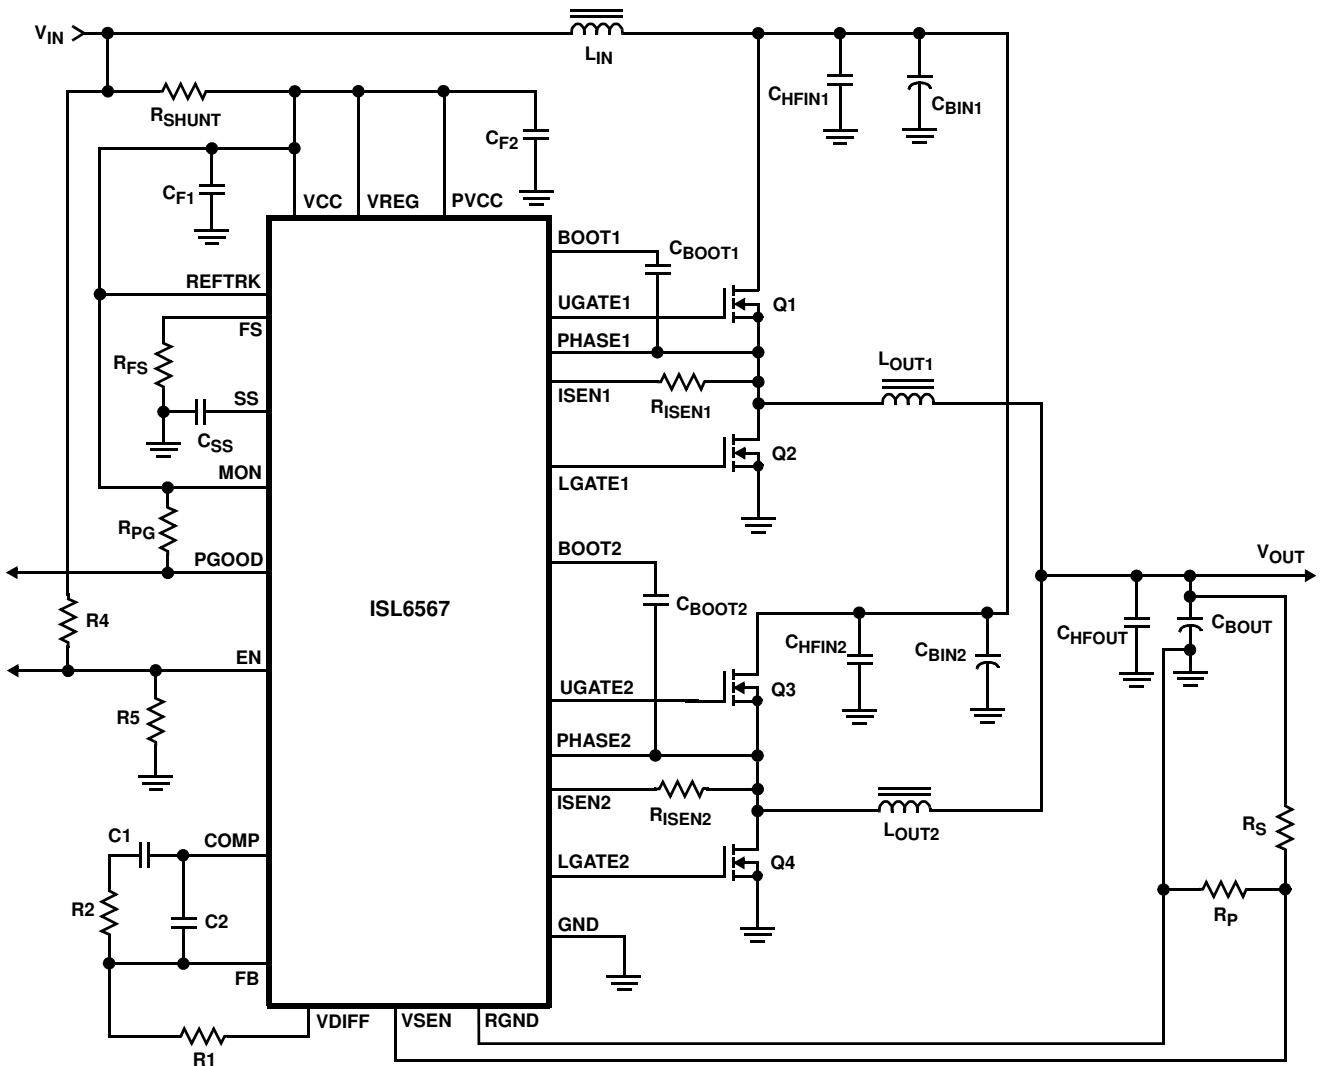 VIN
LIN
CHFIN1
CBIN1
RSHUNT
CF2
CF1
VCC
VREG
PVCC
BOOT1
CBOOT1
REFTRK
UGATE1
Q1
FS
PHASE1
RFS
LOUT1
ISEN1
RISEN1
SS
CSS
Q2
MON
LGATE1
RPG
BOOT2
PGOOD
VOUT
ISL6567
CBOOT2
R4
CHFOUT
CBOUT
CHFIN2
CBIN2
EN
UGATE2
Q3
R5
PHASE2
ISEN2
RISEN2
LOUT2
RS
C1
COMP
LGATE2
Q4
R2
C2
RP
GND
FB
VDIFF
VSEN
RGND
R1